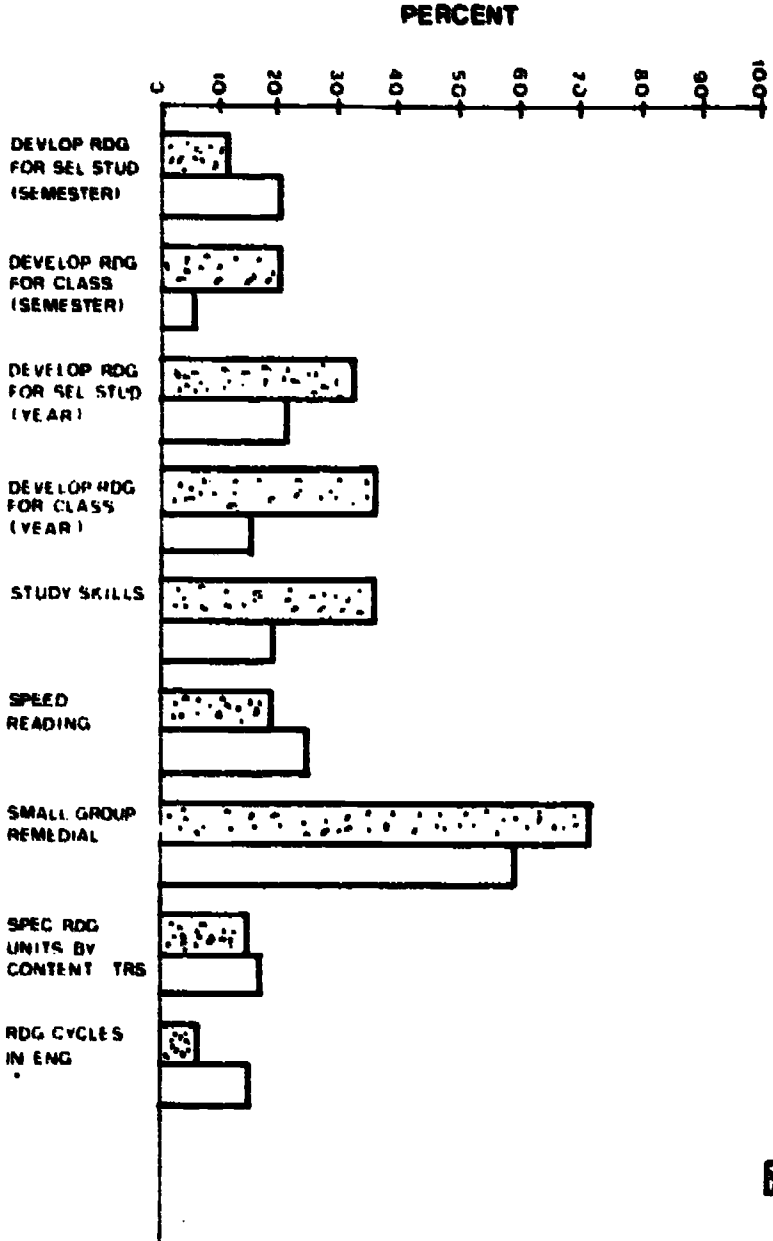 PERCENT
0 10 20 30 40 50 60 70 80 90 100
DEVLOP RDG
FOR SEL STUD
(SEMESTER)
DEVELOP RDG
FOR CLASS
(SEMESTER)
DEVELOP RDG
FOR SEL STUD
(YEAR)
DEVELOP RDG
FOR CLASS
(YEAR)
STUDY SKILLS
SPEED
READING
SMALL GROUP
REMEDIAL
SPEC RDG
UNITS BY
CONTENT TRS
RDG CYCLES
IN ENG